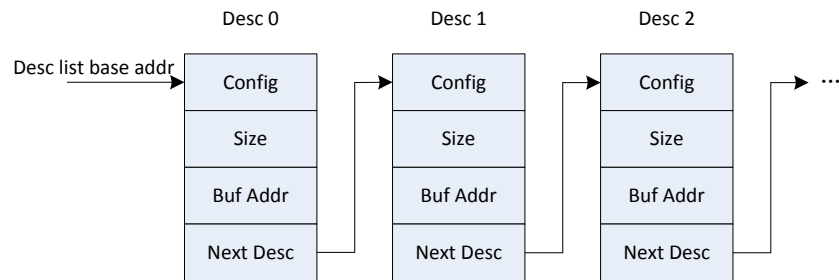 Desc 0
Desc 1
Desc 2
Desc list base addr
Config
Config
Config
...
Size
Size
Size
Buf Addr
Buf Addr
Buf Addr
Next Desc
Next Desc
Next Desc